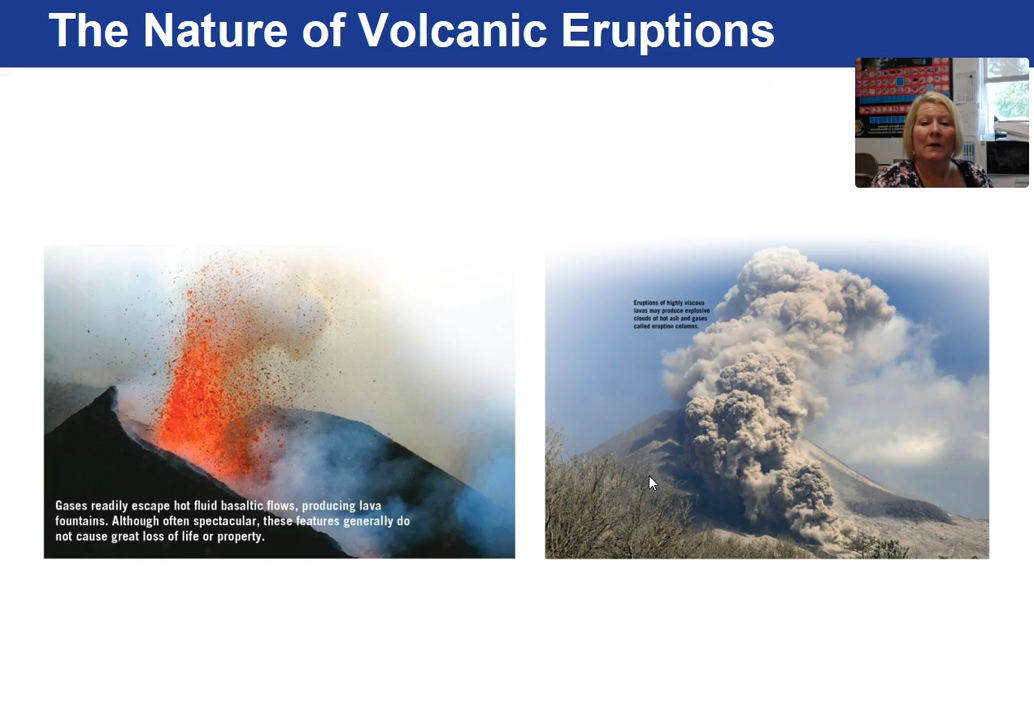 The Nature of Volcanic Eruptions
Gases readily escape hot fluid basaltic flows, producing lava
fountains. Although often spectacular, these features generally do
not cause great loss of life or property.
Eruptions of highly viscous
lavas may produce explosive
clouds of hot ash and gases
called eruption columns.